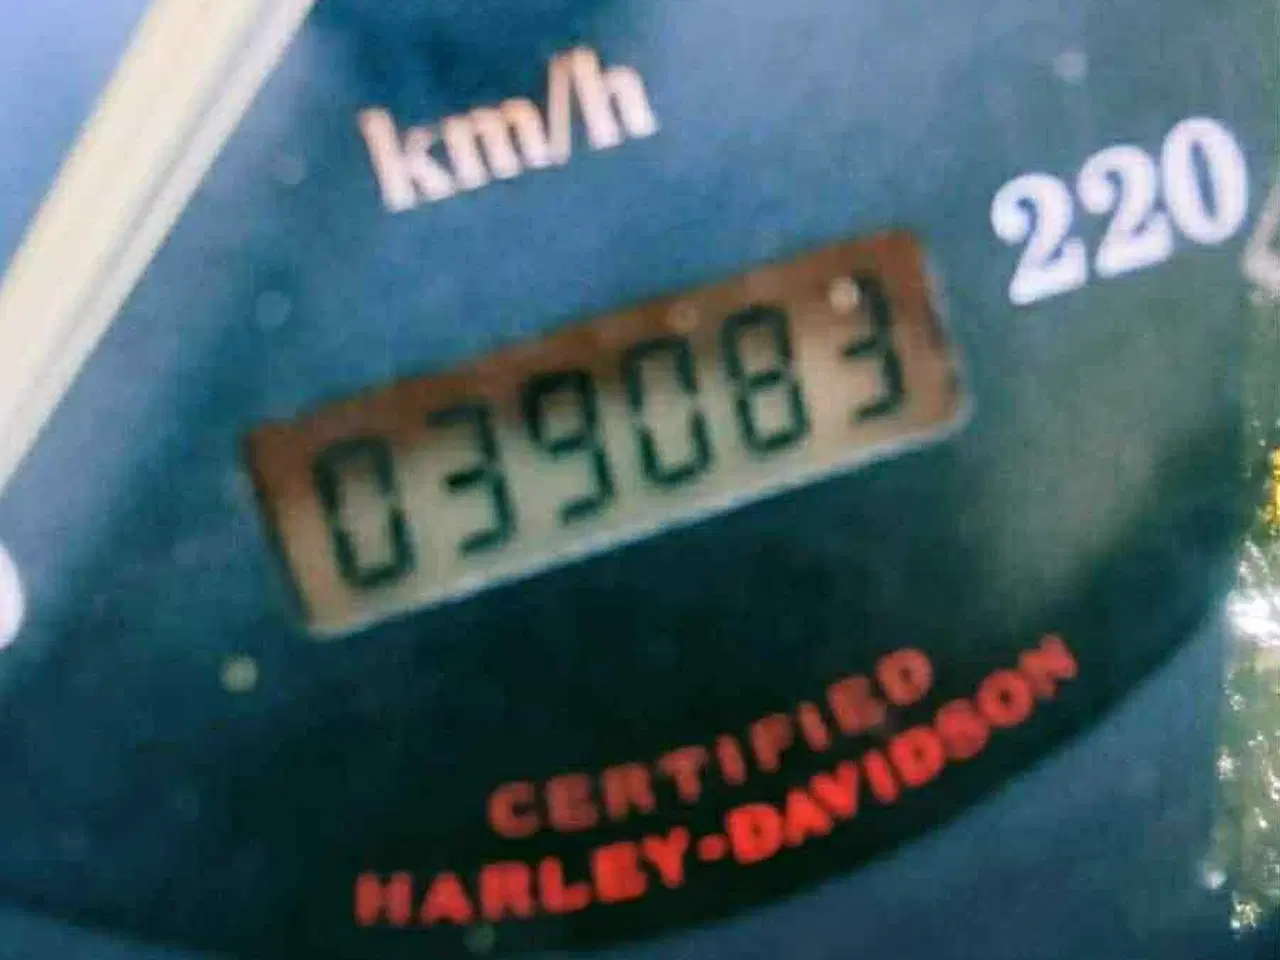 km/h
220
039083
CERTIFIED
HARLEY-DAVIDSON